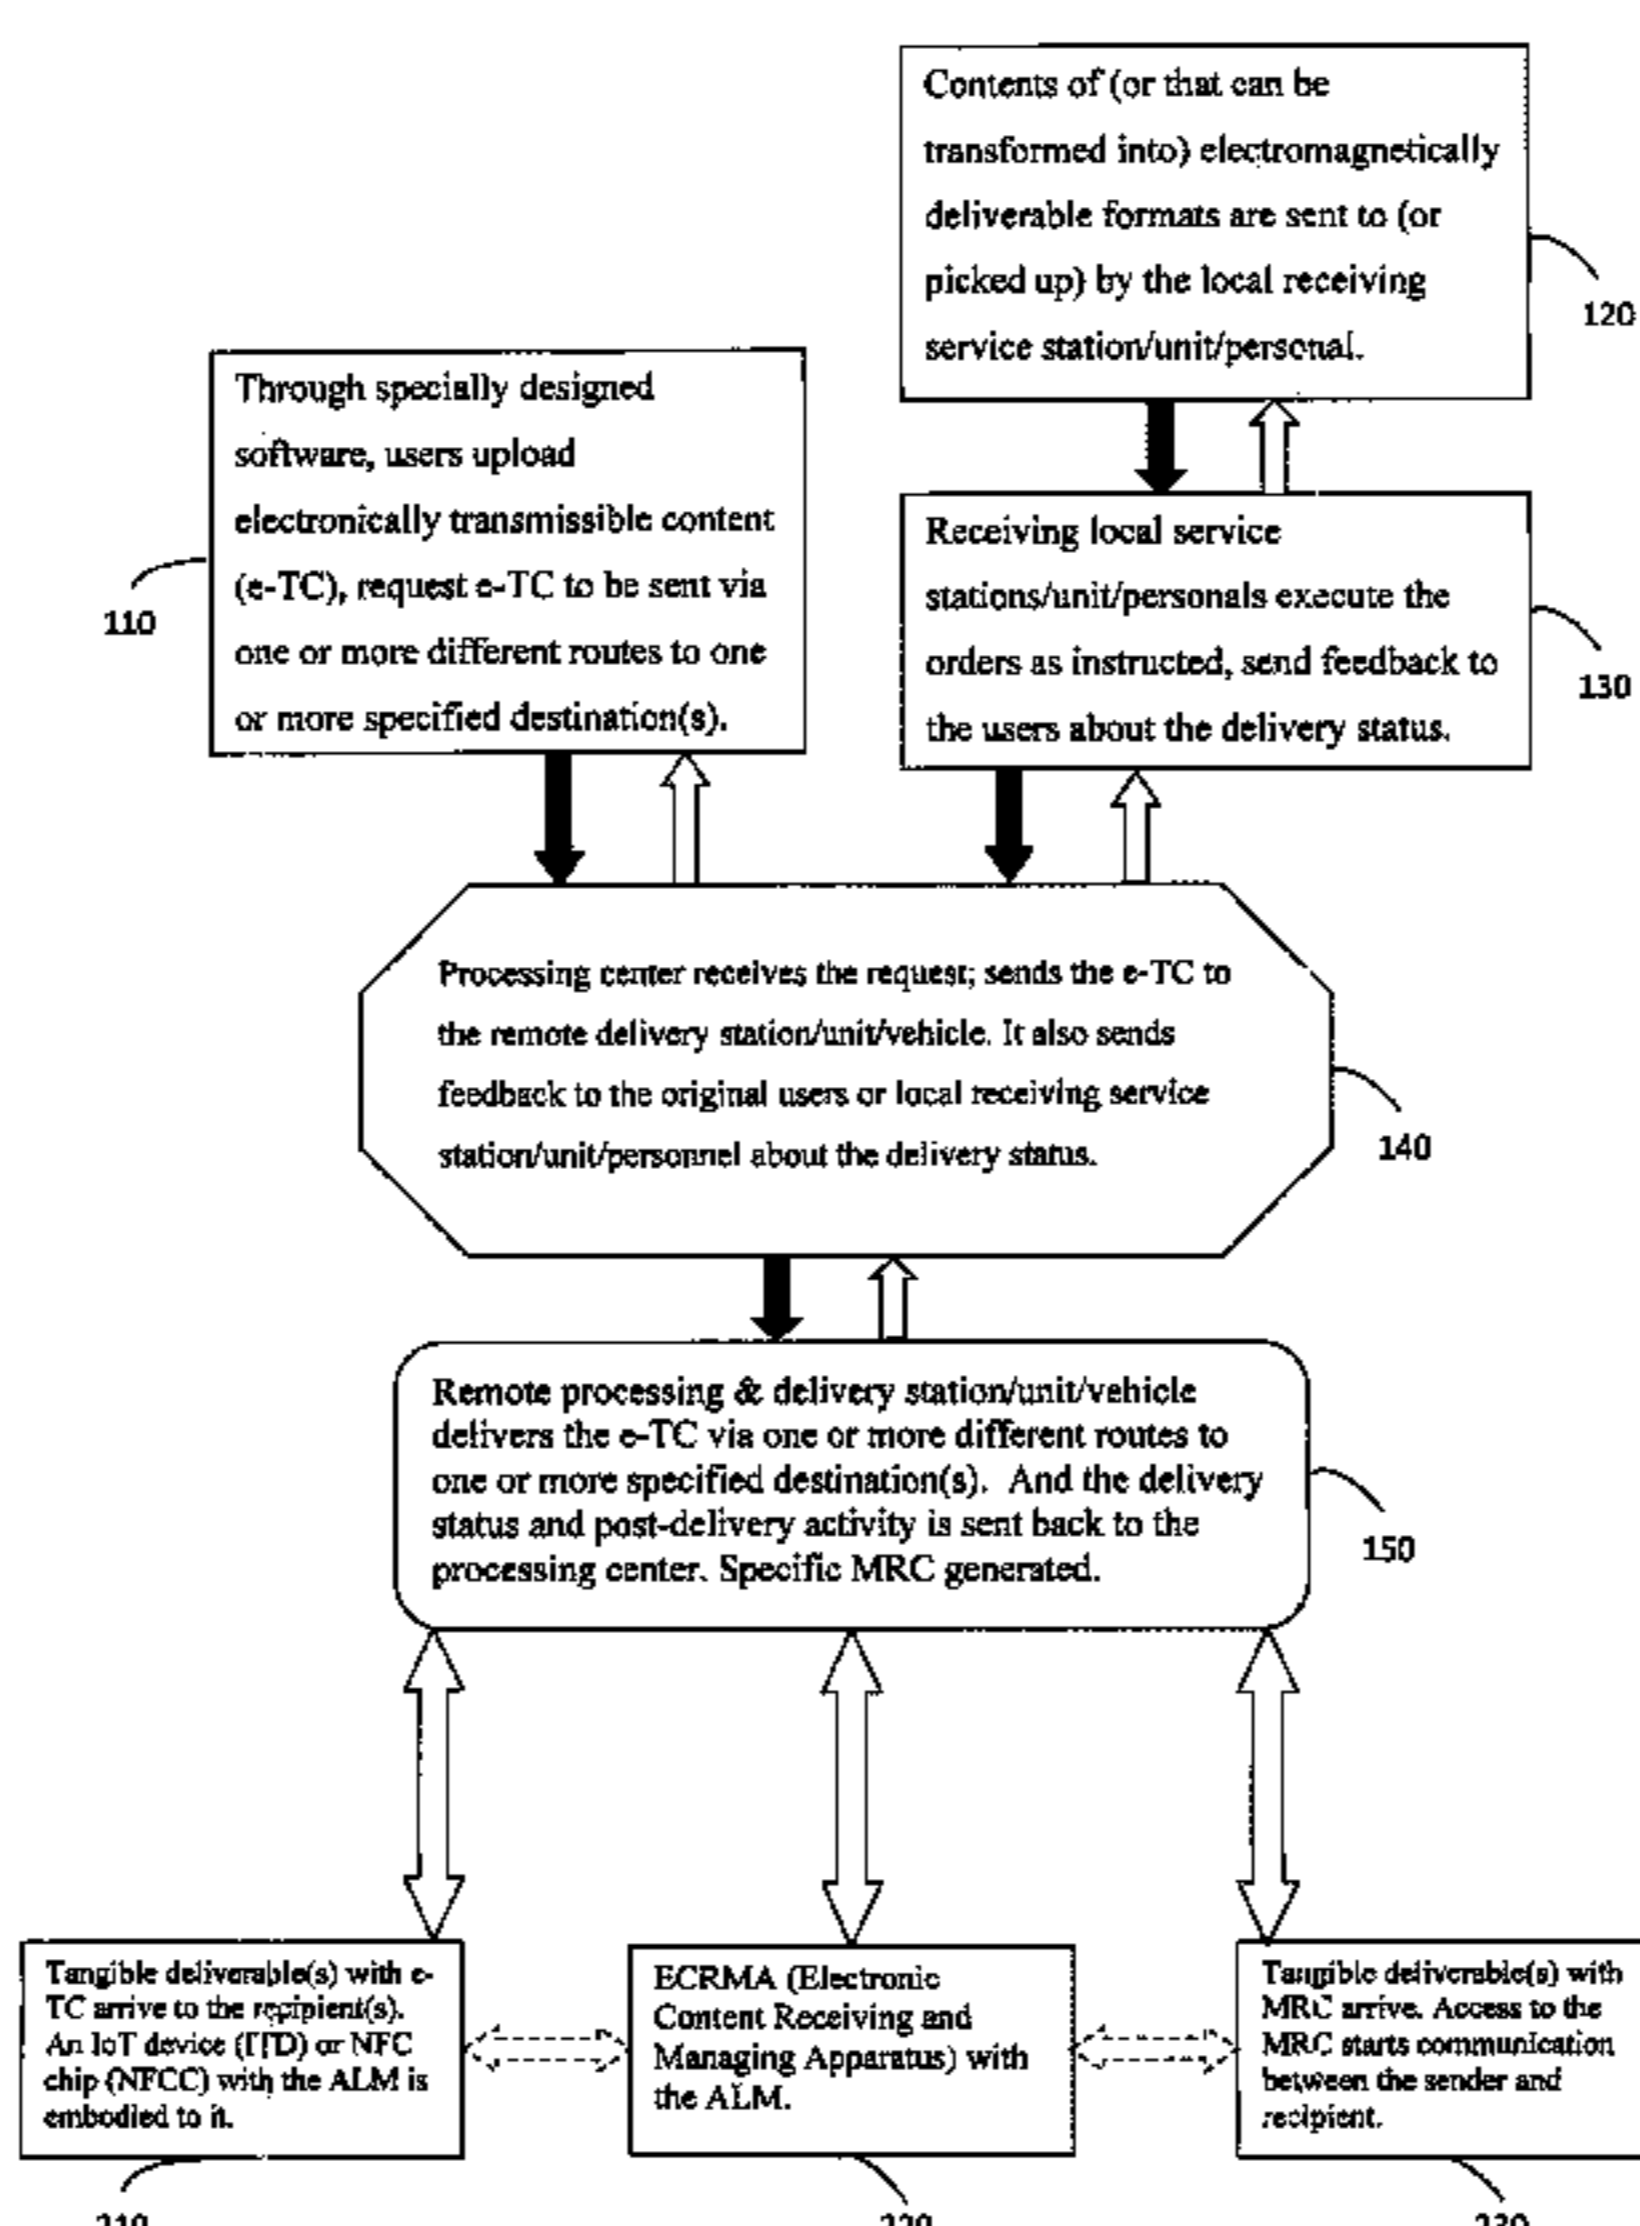 Contents of (or that can be
transformed into) electromagnetically
deliverable formats are sent to (or
picked up) by the local receiving
service station/unit/personal.
120
Through specially designed
software, users upload
electronically transmissible content
(e-TC), request e-TC to be sent via
one or more different routes to one
or more specified destination(s).
110
Receiving local service
stations/unit/personals execute the
orders as instructed, send feedback to
the users about the delivery status.
130
Processing center receives the request; sends the e-TC to
the remote delivery station/unit/vehicle. It also sends
feedback to the original users or local receiving service
station/unit/personnel about the delivery status.
140
Remote processing & delivery station/unit/vehicle
delivers the e-TC via one or more different routes to
one or more specified destination(s). And the delivery
status and post-delivery activity is sent back to the
processing center. Specific MRC generated.
150
Tangible deliverable(s) with e-
TC arrive to the recipient(s).
An IoT device or NFC
chip (NFCC) with the ALM is
embodied to it.
ECRMA (Electronic
Content Receiving and
Managing Apparatus) with
the ALM.
Tangible deliverable(s) with
MRC arrive. Access to the
MRC starts communication
between the sender and
recipient.